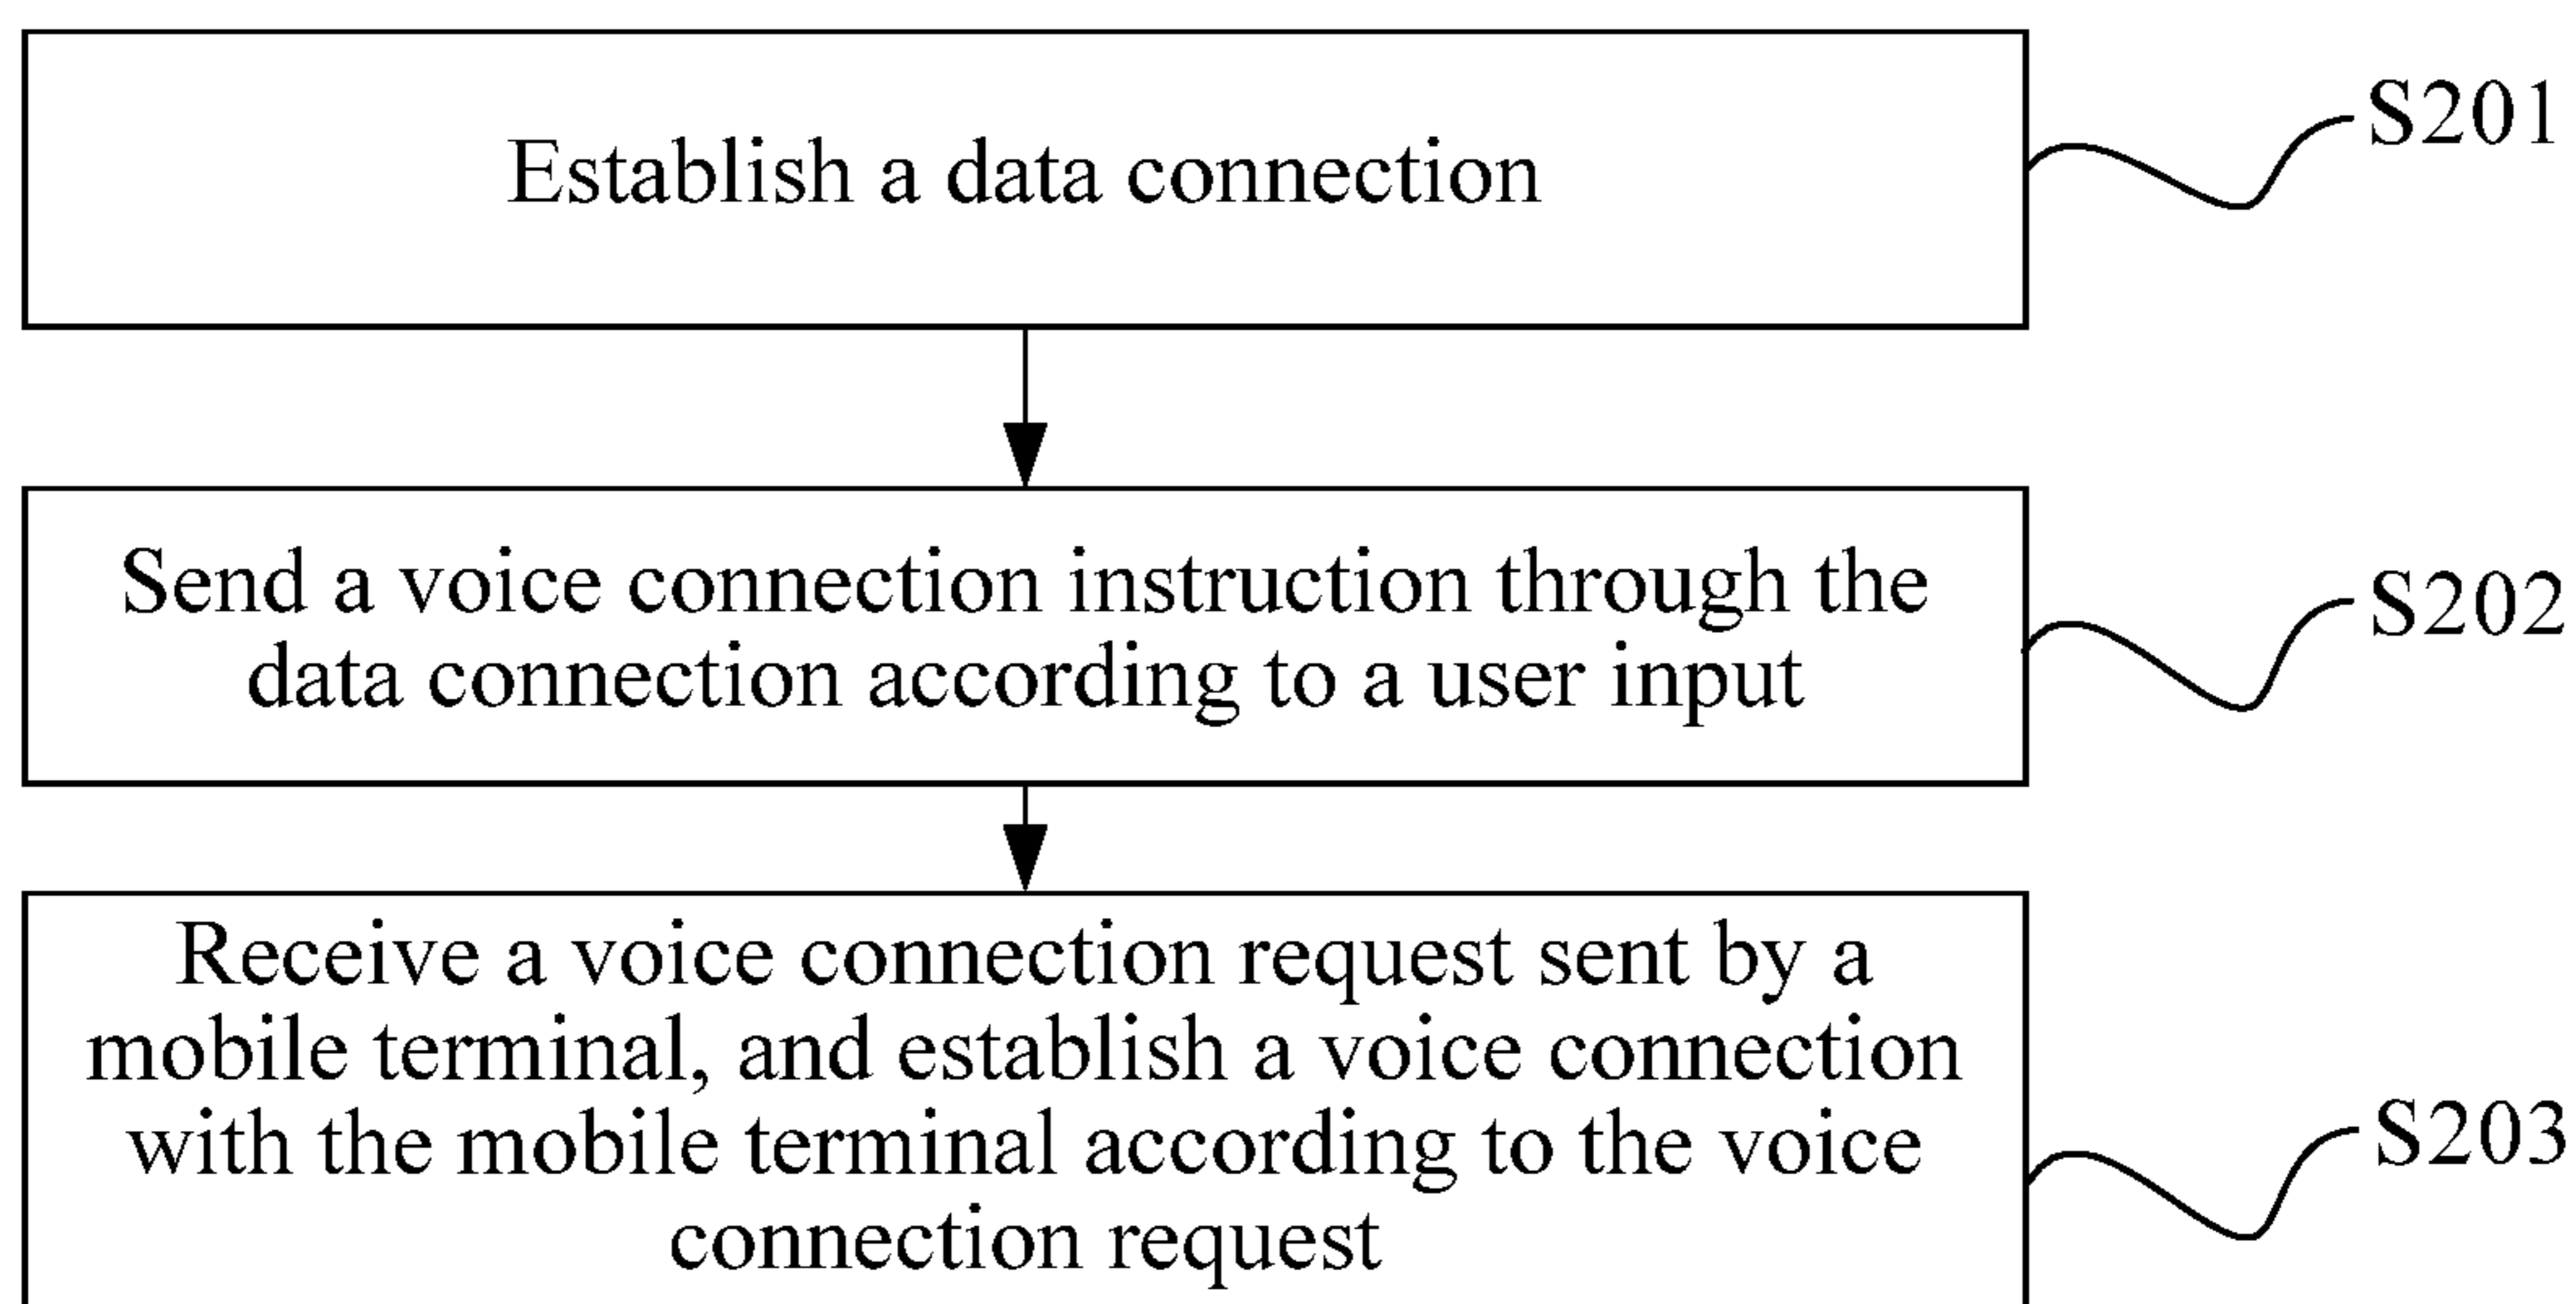 Establish a data connection
S201
Send a voice connection instruction through the
data connection according to a user input
S202
Receive a voice connection request sent by a
mobile terminal, and establish a voice connection
with the mobile terminal according to the voice
connection request
S203